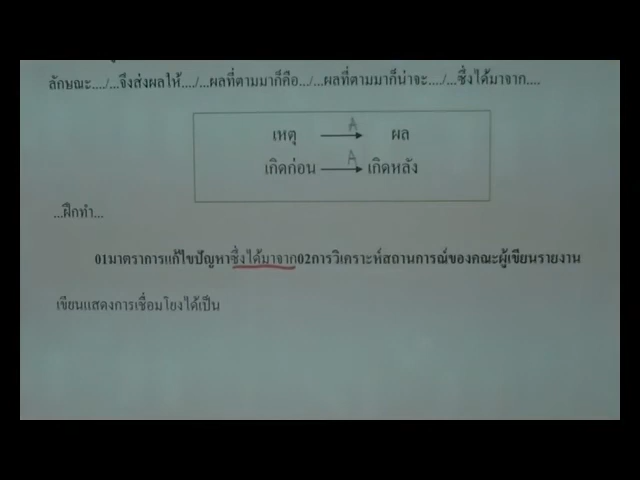 ลักษณะ..../...จึงส่งผลให้..../...ผลที่ตามมาก็คือ.../...ผลที่ตามมาก็น่าจะ..../...ซึ่งได้มาจาก....
เหตุ A ผล
เกิดก่อน A เกิดหลัง
...ฝึกทำ...
01มาตราการแก้ไขปัญหาซึ่งได้มาจาก02การวิเคราะห์สถานการณ์ของคณะผู้เขียนรายงาน
เขียนแสดงการเชื่อมโยงได้เป็น